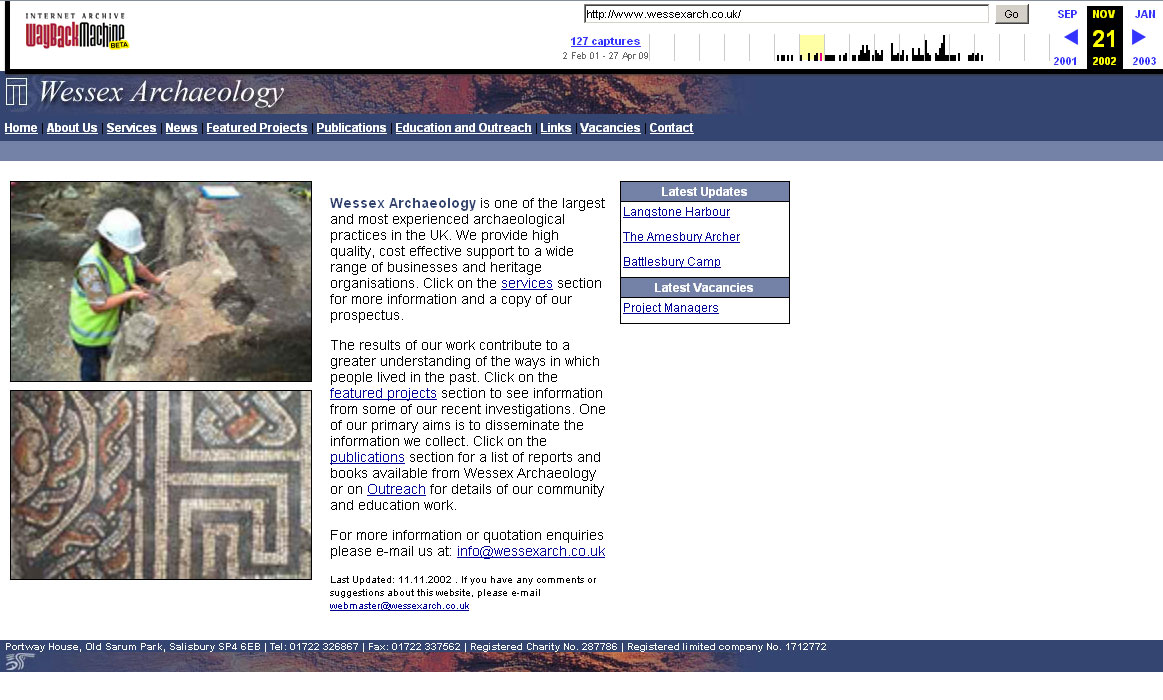 INTERNET ARCHIVE
WayBackMachine
BETA
http://www.wessexarch.co.uk/
Go
127 captures
2 Feb 01 - 27 Apr 09
SEP NOV JAN
21
2001 2002 2003
Wessex Archaeology
Home | About Us | Services | News | Featured Projects | Publications | Education and Outreach | Links | Vacancies | Contact
Wessex Archaeology is one of the largest
and most experienced archaeological
practices in the UK. We provide high
quality, cost effective support to a wide
range of businesses and heritage
organisations. Click on the services section
for more information and a copy of our
prospectus.
The results of our work contribute to a
greater understanding of the ways in which
people lived in the past. Click on the
featured projects section to see information
from some of our recent investigations. One
of our primary aims is to disseminate the
information we collect. Click on the
publications section for a list of reports and
books available from Wessex Archaeology
or on Outreach for details of our community
and education work.
For more information or quotation enquiries
please e-mail us at: info@wessexarch.co.uk
Last Updated: 11.11.2002 . If you have any comments or
suggestions about this website, please e-mail
webmaster@wessexarch.co.uk
Latest Updates
Langstone Harbour
The Amesbury Archer
Battlesbury Camp
Latest Vacancies
Project Managers
Portway House, Old Sarum Park, Salisbury SP4 6EB | Tel: 01722 326867 | Fax: 01722 337562 | Registered Charity No. 287786 | Registered limited company No. 1712772